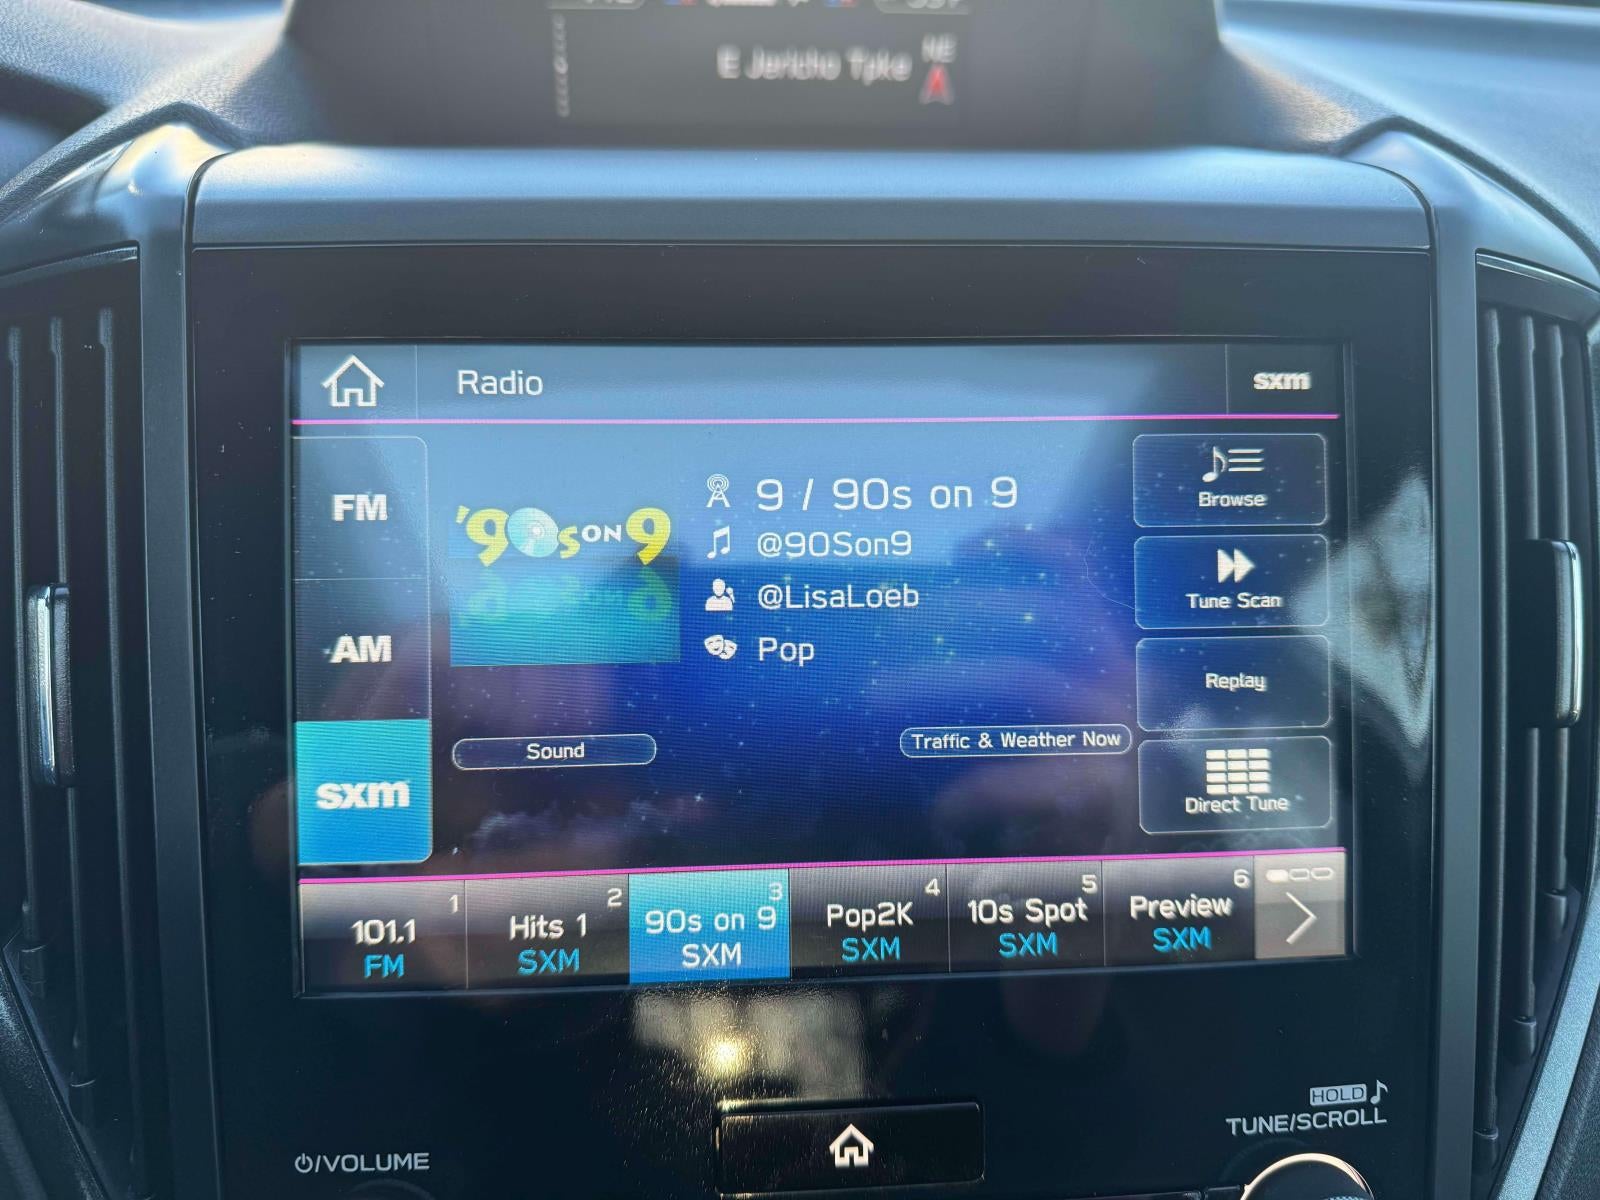 E Jericho Tpke NE
Radio
sxm
FM
AM
sxm
'90s ON 9
9 / 90s on 9
@90Son9
@LisaLoeb
Pop
Sound
Traffic & Weather Now
Browse
Tune Scan
Replay
Direct Tune
1
101.1
FM
2
Hits 1
SXM
3
90s on 9
SXM
4
Pop2K
SXM
5
10s Spot
SXM
6
Preview
SXM
/VOLUME
HOLD
TUNE/SCROLL